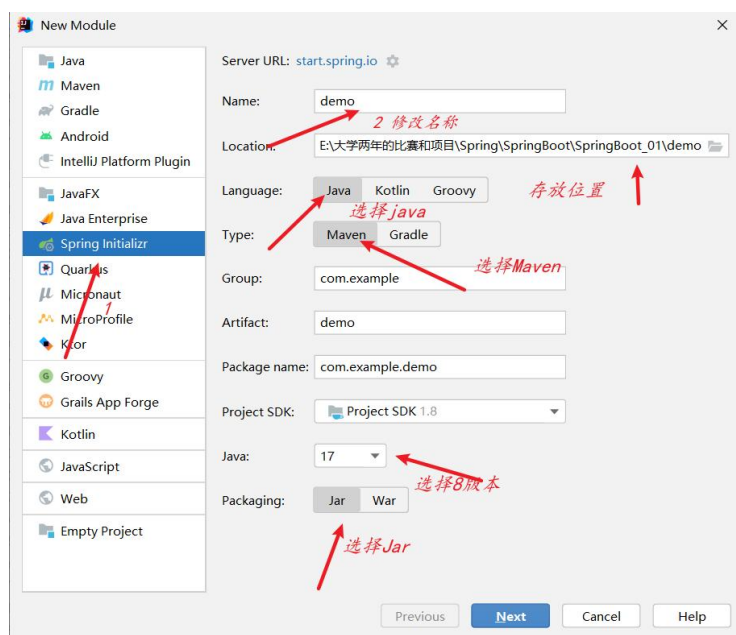 New Module
Java
Maven
Gradle
Android
IntelliJ Platform Plugin
JavaFX
Java Enterprise
Spring Initializr
Quarkus
Micronaut
1
MicroProfile
Ktor
Groovy
Grails App Forge
Kotlin
JavaScript
Web
Empty Project
Server URL: start.spring.io
Name: demo
2 修改名称
Location: E:\大学两年的比赛和项目\Spring\SpringBoot\SpringBoot_01\demo
Language: Java Kotlin Groovy
存放位置
选择java
Type: Maven Gradle
选择Maven
Group: com.example
Artifact: demo
Package name: com.example.demo
Project SDK: Project SDK 1.8
Java: 17
选择8版本
Packaging: Jar War
选择Jar
Previous Next Cancel Help